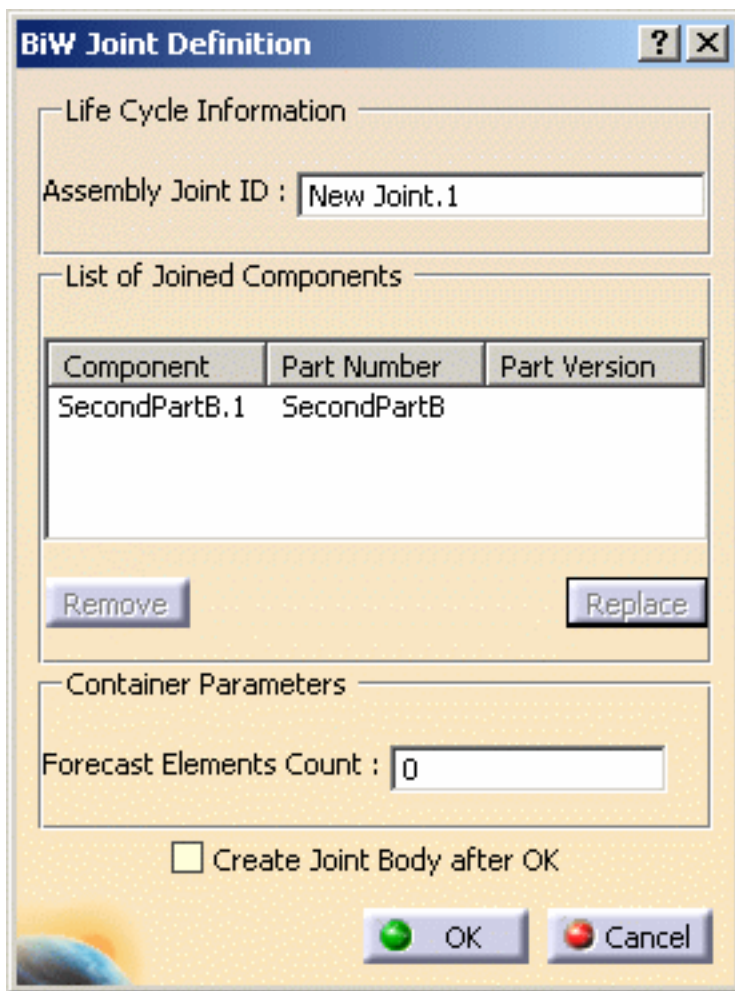 BiW Joint Definition ? X
Life Cycle Information
Assembly Joint ID : New Joint.1
List of Joined Components
Component Part Number Part Version
SecondPartB.1 SecondPartB
Remove Replace
Container Parameters
Forecast Elements Count : 0
Create Joint Body after OK
OK Cancel